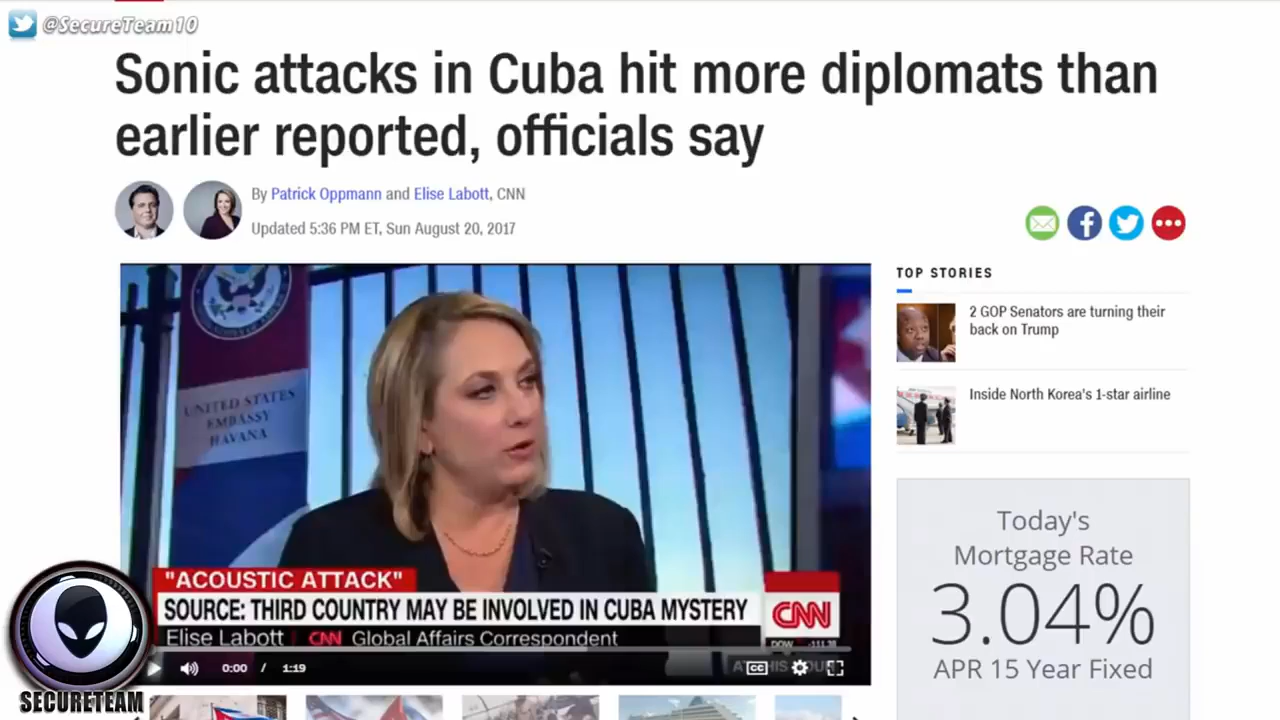 @SecureTeam10
Sonic attacks in Cuba hit more diplomats than
earlier reported, officials say
By Patrick Oppmann and Elise Labott, CNN
Updated 5:36 PM ET, Sun August 20, 2017
TOP STORIES
2 GOP Senators are turning their
back on Trump
Inside North Korea's 1-star airline
UNITED STATES
EMBASSY
HAVANA
"ACOUSTIC ATTACK"
SOURCE: THIRD COUNTRY MAY BE INVOLVED IN CUBA MYSTERY
CNN
Elise Labott CNN Global Affairs Correspondent
DOW
0:00 / 1:19
CC
Today's
Mortgage Rate
3.04%
APR 15 Year Fixed
SECURETEAM